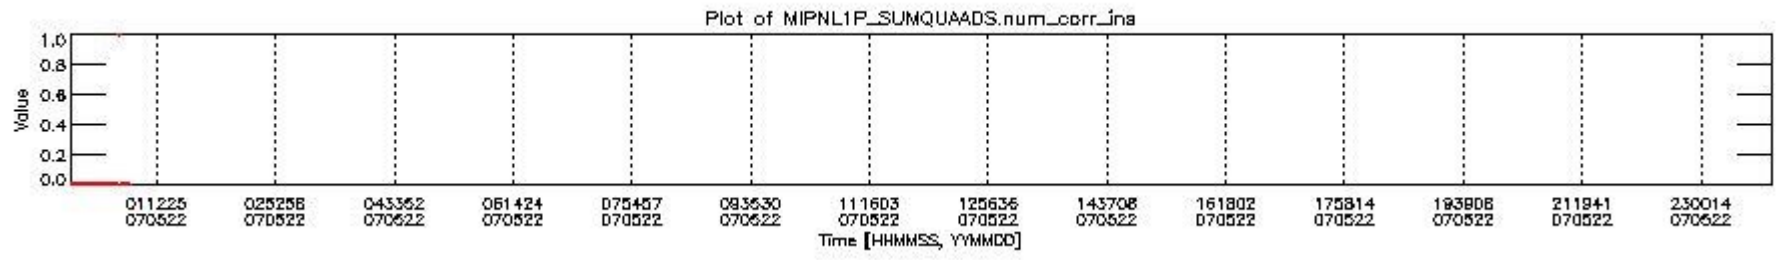 Plot of MIPNL1P_SUMQUAADS.num_corr_ins
1.0
0.8
0.6
0.4
0.2
0.0
Value
011225 025258 043352 061424 075457 093530 111603 125636 143708 161802 175814 193908 211941 230014
070522 070522 070522 070522 070522 070522 070522 070522 070522 070522 070522 070522 070522 070522
Time [HHMMSS, YYMMDD]